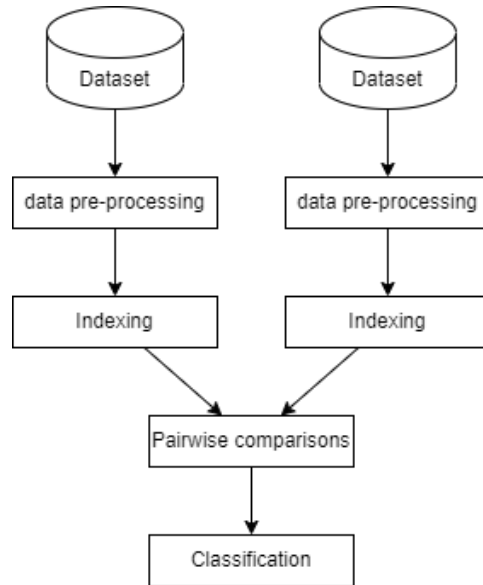 Dataset
Dataset
data pre-processing
data pre-processing
Indexing
Indexing
Pairwise comparisons
Classification